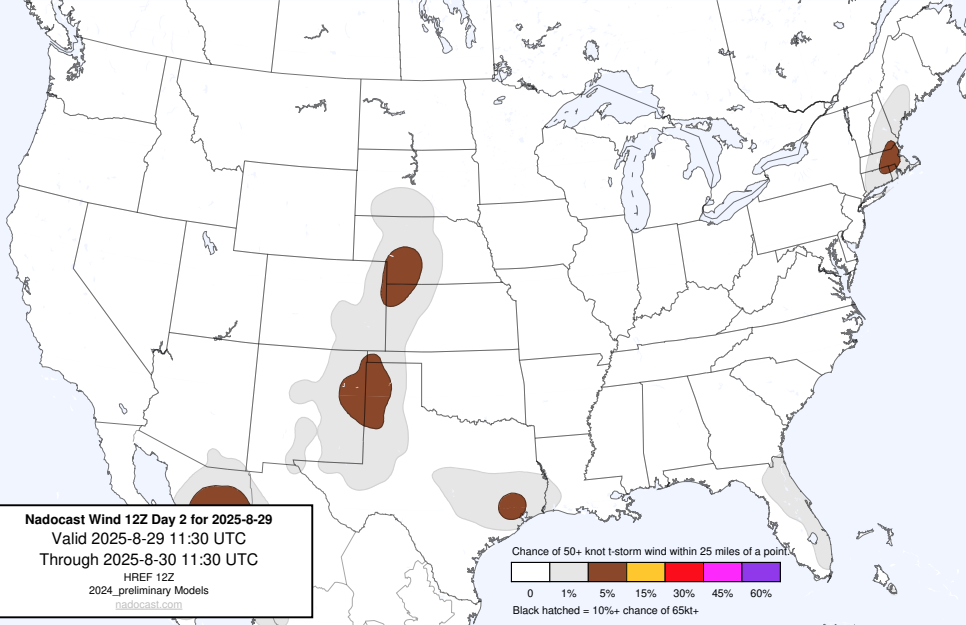 Nadocast Wind 12Z Day 2 for 2025-8-29
Valid 2025-8-29 11:30 UTC
Through 2025-8-30 11:30 UTC
HREF 12Z
2024_preliminary Models
nadocast.com
Chance of 50+ knot t-storm wind within 25 miles of a point.
0 1% 5% 15% 30% 45% 60%
Black hatched = 10%+ chance of 65kt+